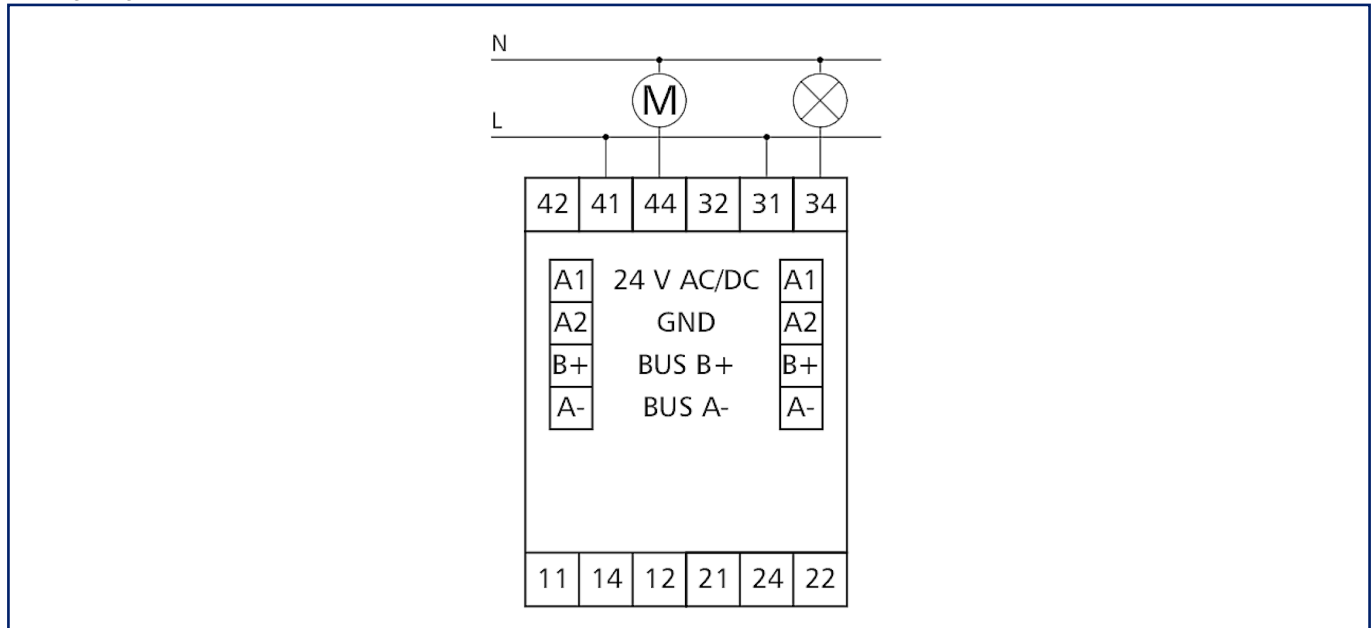 N
M
L
42 41 44 32 31 34
A1 24 V AC/DC A1
A2 GND A2
B+ BUS B+ B+
A- BUS A- A-
11 14 12 21 24 22